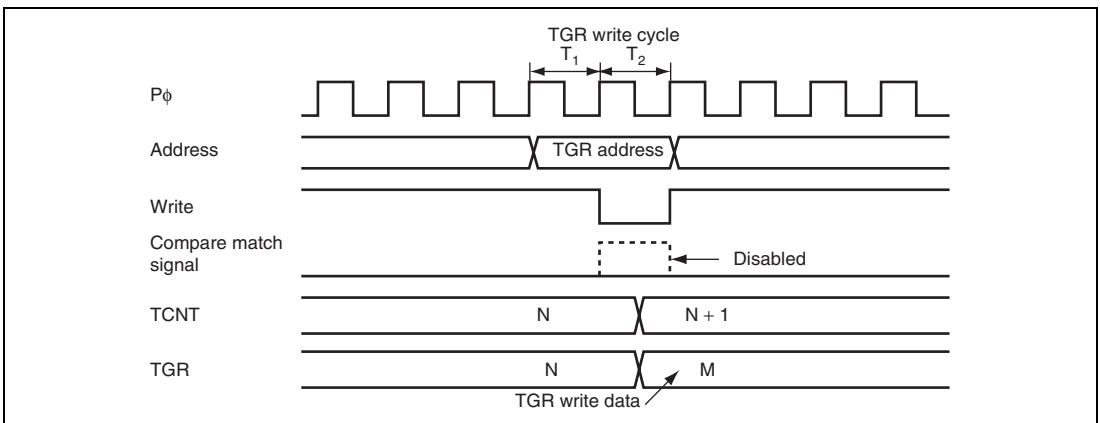 TGR write cycle
T1 T2
Pφ
Address
TGR address
Write
Compare match
signal
Disabled
TCNT
N
N + 1
TGR
N
M
TGR write data